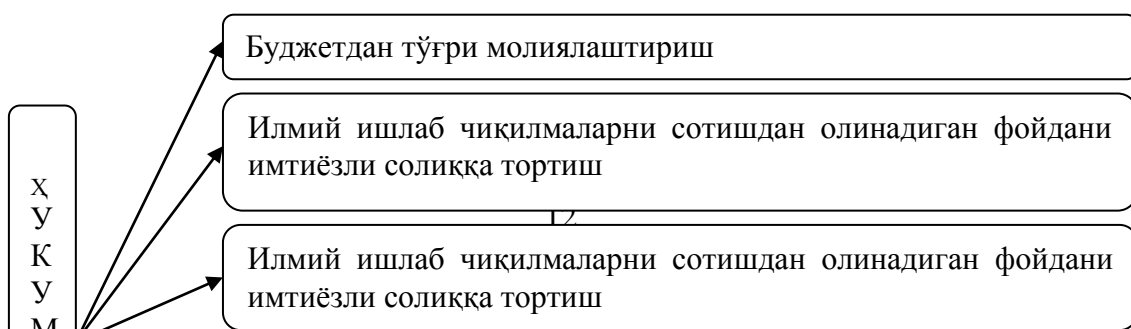 Буджетдан тўғри молиялаштириш
Илмий ишлаб чиқилмаларни сотишдан олинадиган фойдани
имтиёзли солиққа тортиш
12
Илмий ишлаб чиқилмаларни сотишдан олинадиган фойдани
имтиёзли солиққа тортиш
Ҳ
У
К
У
М